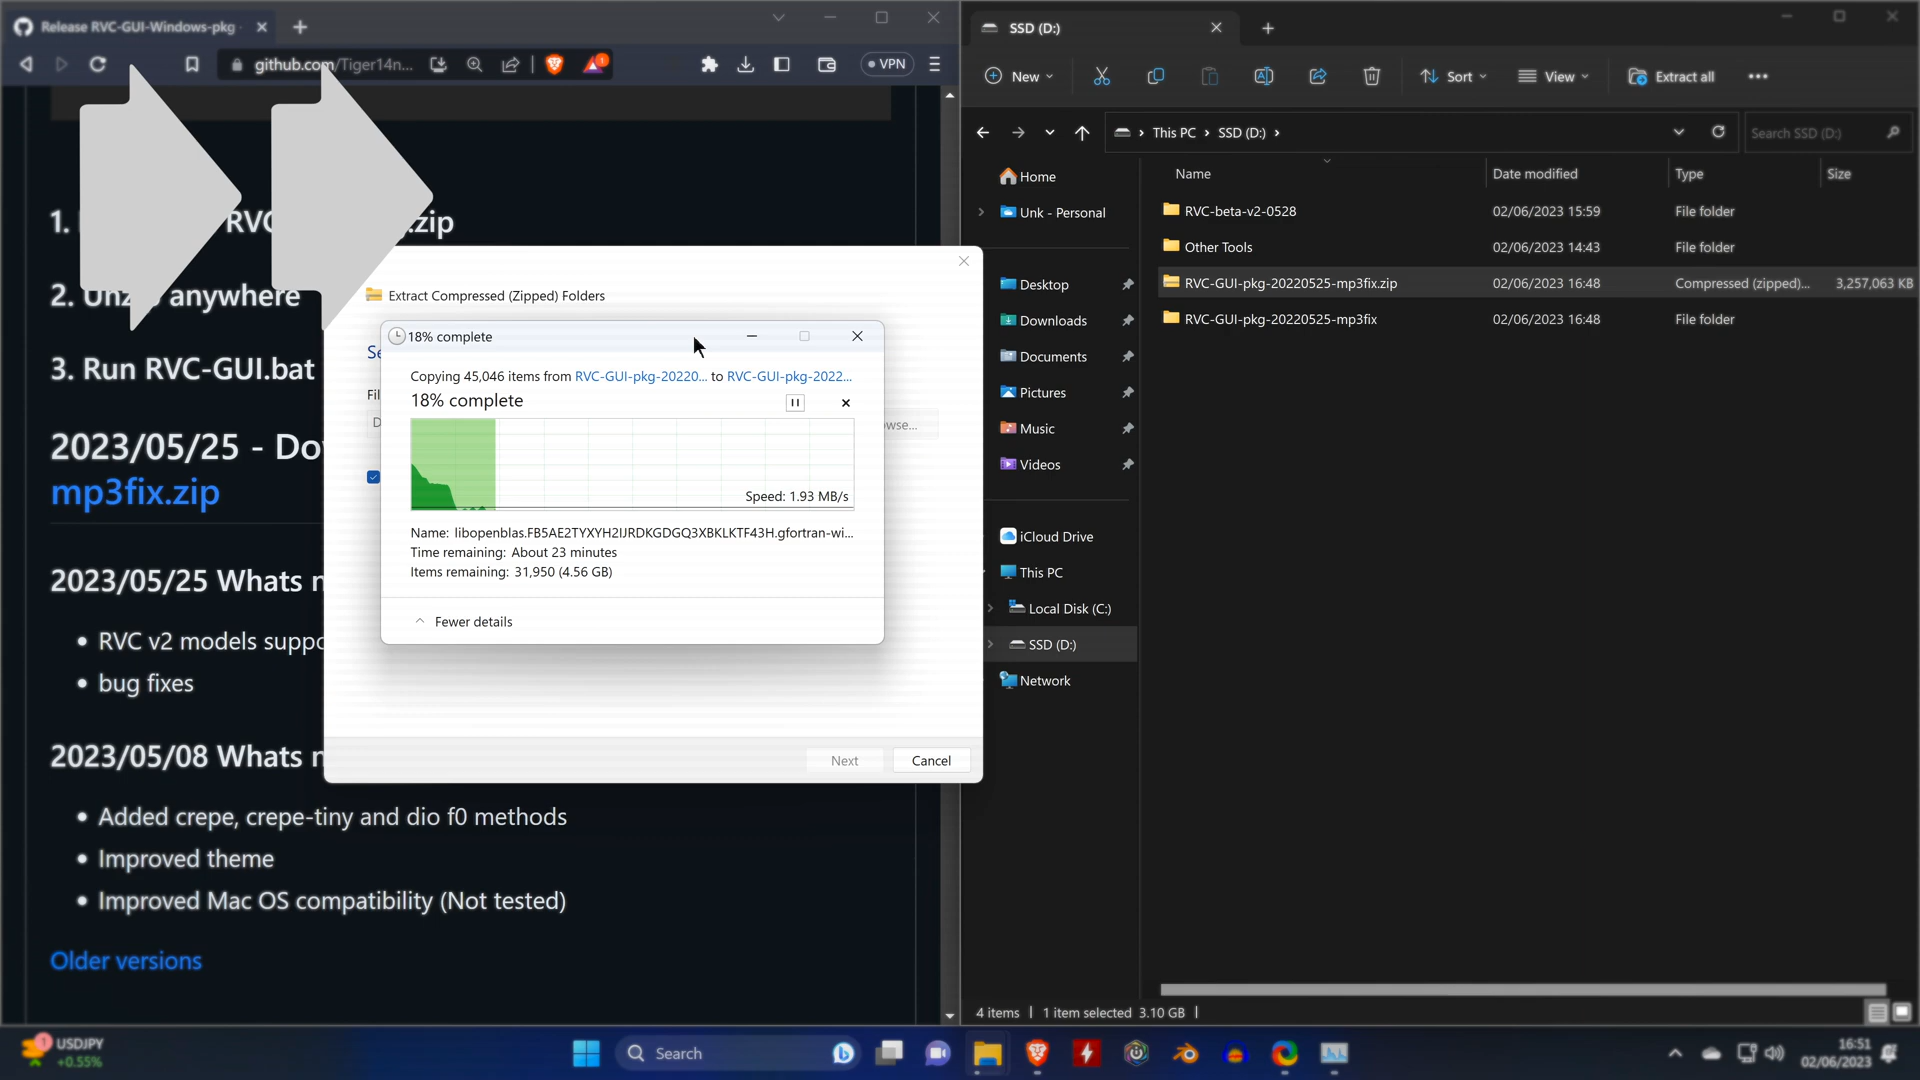 Release RVC-GUI-Windows-pkg
github.com/Tiger14n...
1
VPN
1.
RVC
.zip
2. Unz
anywhere
3. Run RVC-GUI.bat
2023/05/25 -
mp3fix.zip
2023/05/25 Whats
• RVC v2 models
• bug fixes
2023/05/08 Whats
• Added crepe, crepe-tiny and dio f0 methods
• Improved theme
• Improved Mac OS compatibility (Not tested)
Older versions
Extract Compressed (Zipped) Folders
18% complete
Copying 45,046 items from RVC-GUI-pkg-20220... to RVC-GUI-pkg-2022...
18% complete
Speed: 1.93 MB/s
Name: libopenblas.FB5AE2TYXYH2IJRDKGDGQ3XBKLKTF43H.gfortran-wi...
Time remaining: About 23 minutes
Items remaining: 31,950 (4.56 GB)
Fewer details
wse...
Next
Cancel
SSD (D:)
New
Sort
View
Extract all
This PC
SSD (D:)
Search SSD (D:)
Home
Unk - Personal
Desktop
Downloads
Documents
Pictures
Music
Videos
iCloud Drive
This PC
Local Disk (C:)
SSD (D:)
Network
Name
Date modified
Type
Size
RVC-beta-v2-0528
02/06/2023 15:59
File folder
Other Tools
02/06/2023 14:43
File folder
RVC-GUI-pkg-20220525-mp3fix.zip
02/06/2023 16:48
Compressed (zipped)...
3,257,063 KB
RVC-GUI-pkg-20220525-mp3fix
02/06/2023 16:48
File folder
4 items
1 item selected 3.10 GB
1
USDJPY
+0.55%
Search
16:51
02/06/2023